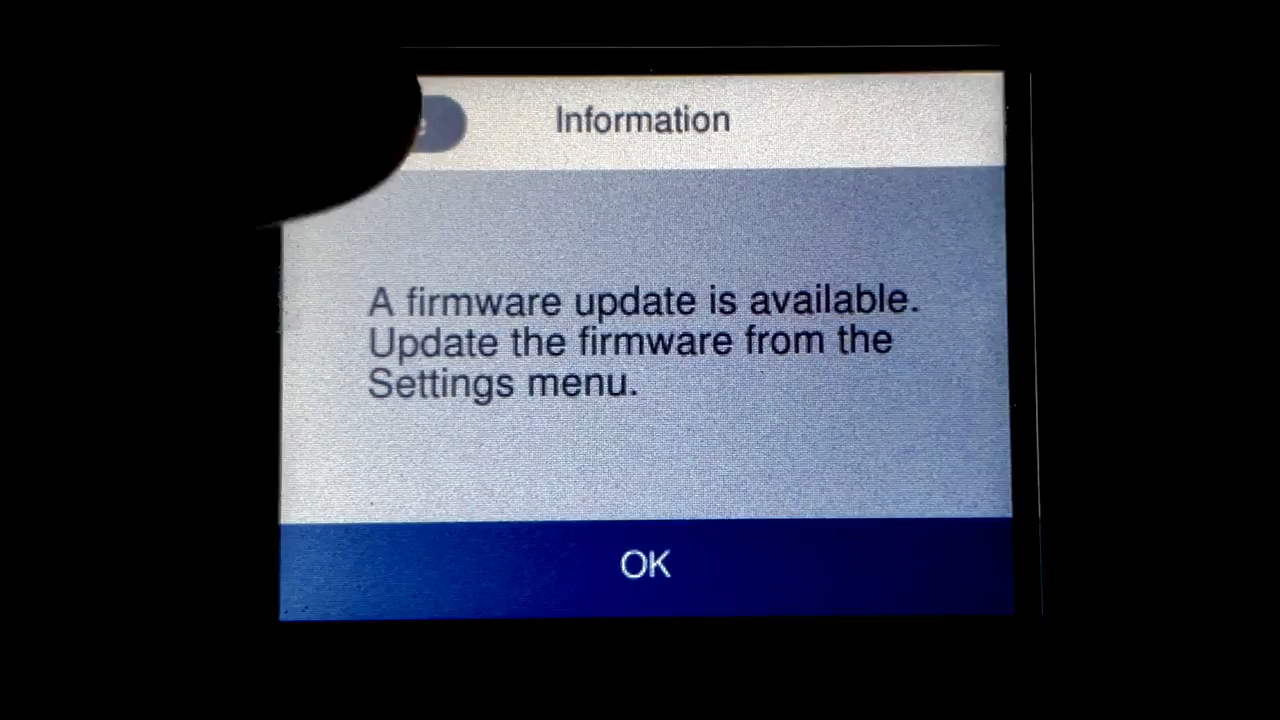 Information
A firmware update is available.
Update the firmware from the
Settings menu.
OK